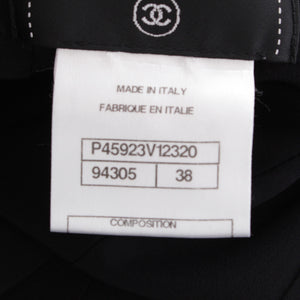 MADE IN ITALY
FABRIQUE EN ITALIE
P45923V12320
94305 38
COMPOSITION